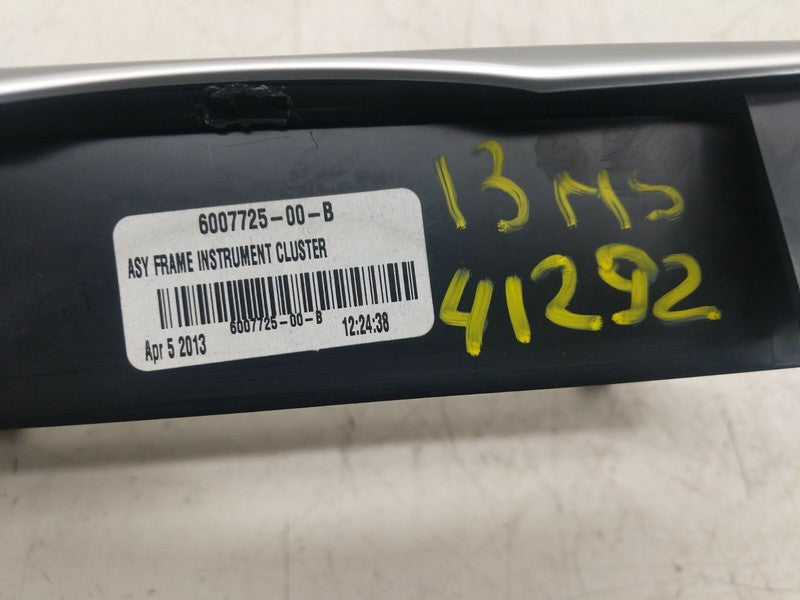 6007725-00-B
ASY FRAME INSTRUMENT CLUSTER
6007725-00-B
Apr 5 2013 12:24:38
13 MS
41292